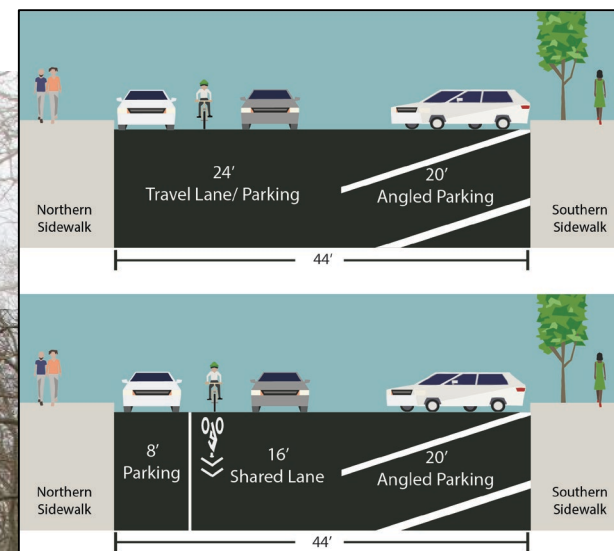 24'
Travel Lane/ Parking
20'
Angled Parking
Northern
Sidewalk
Southern
Sidewalk
44'
8'
Parking
16'
Shared Lane
20'
Angled Parking
Northern
Sidewalk
Southern
Sidewalk
44'